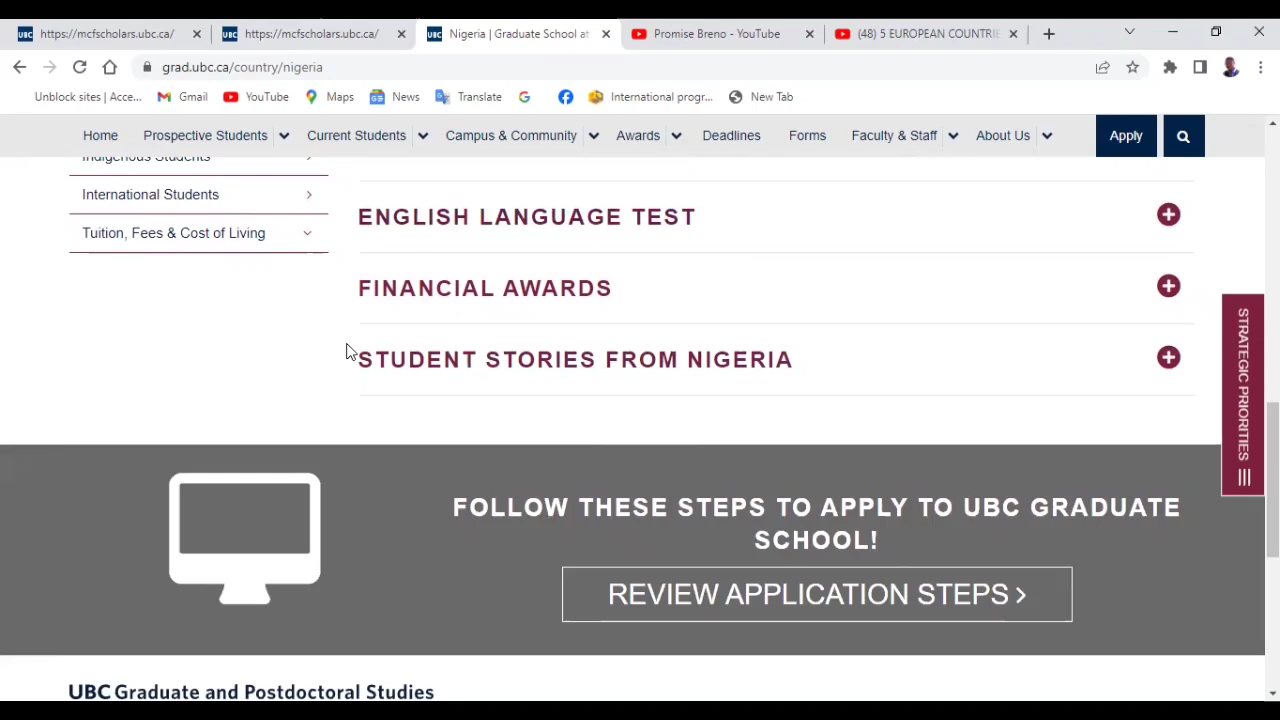 UBC https://mcfscholars.ubc.ca/
UBC https://mcfscholars.ubc.ca/
UBC Nigeria | Graduate School at
Promise Breno - YouTube
(48) 5 EUROPEAN COUNTRIE
grad.ubc.ca/country/nigeria
Unblock sites | Acce...
Gmail
YouTube
Maps
News
Translate
International progr...
New Tab
Home
Prospective Students
Current Students
Campus & Community
Awards
Deadlines
Forms
Faculty & Staff
About Us
Apply
Indigenous Students
International Students
Tuition, Fees & Cost of Living
ENGLISH LANGUAGE TEST
FINANCIAL AWARDS
STUDENT STORIES FROM NIGERIA
STRATEGIC PRIORITIES
FOLLOW THESE STEPS TO APPLY TO UBC GRADUATE
SCHOOL!
REVIEW APPLICATION STEPS
UBC Graduate and Postdoctoral Studies